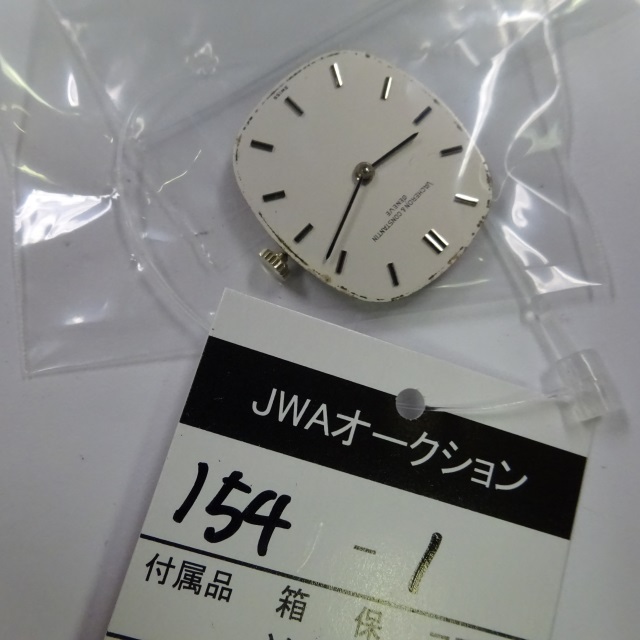 VACHERON CONSTANTIN
GENEVE
JWAオークション
154 - 1
付属品 箱 保